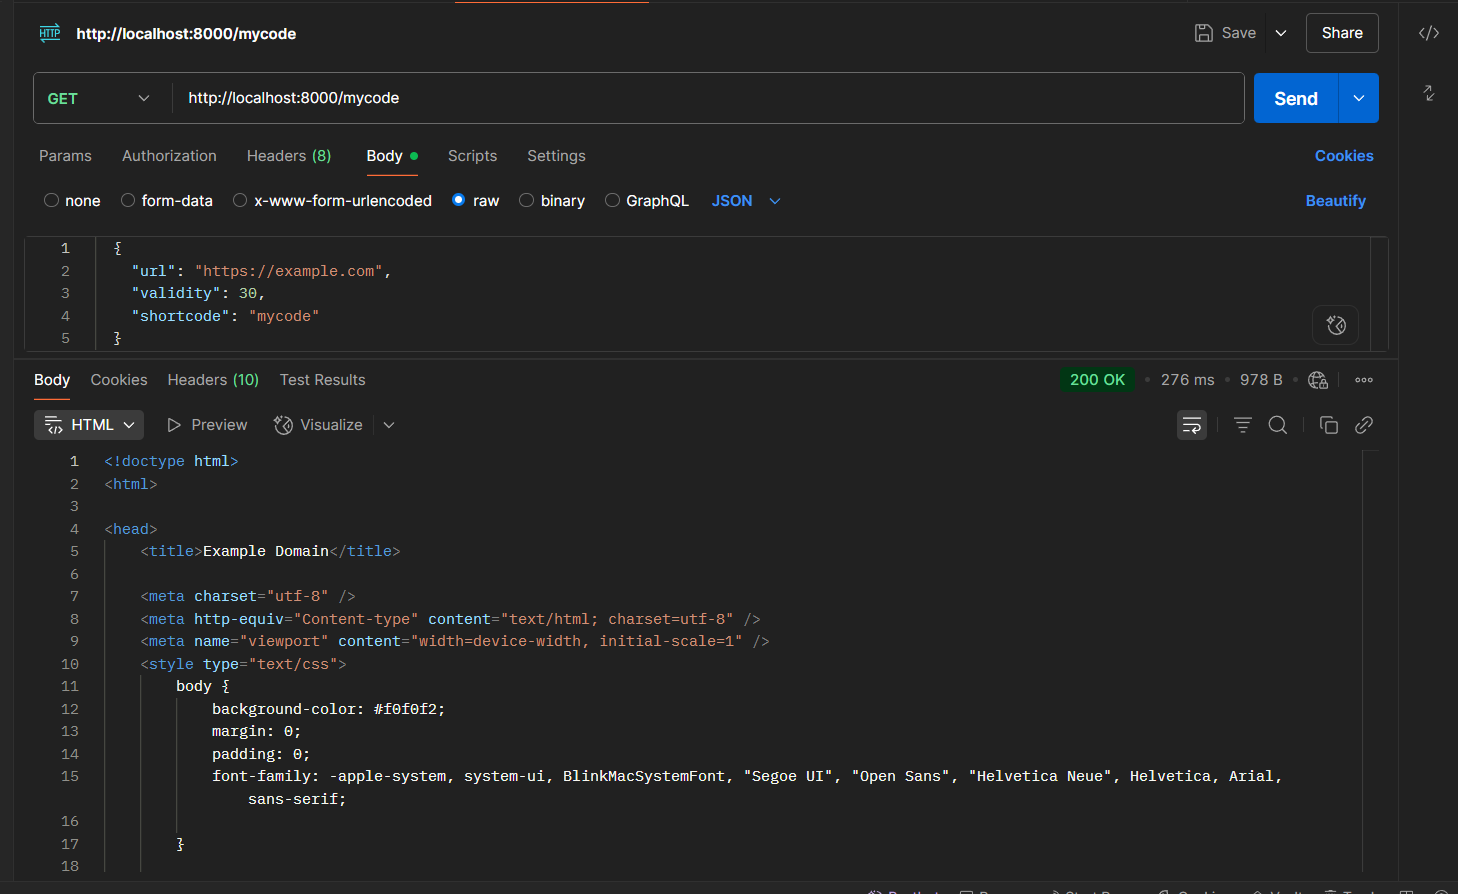 HTTP http://localhost:8000/mycode Save Share </>
GET http://localhost:8000/mycode Send
Params Authorization Headers (8) Body Scripts Settings Cookies
none form-data x-www-form-urlencoded raw binary GraphQL JSON Beautify
1 {
2 "url": "https://example.com",
3 "validity": 30,
4 "shortcode": "mycode"
5 }
Body Cookies Headers (10) Test Results 200 OK • 276 ms • 978 B •
HTML Preview Visualize
1 <!doctype html>
2 <html>
3
4 <head>
5 <title>Example Domain</title>
6
7 <meta charset="utf-8" />
8 <meta http-equiv="Content-type" content="text/html; charset=utf-8" />
9 <meta name="viewport" content="width=device-width, initial-scale=1" />
10 <style type="text/css">
11 body {
12 background-color: #f0f0f2;
13 margin: 0;
14 padding: 0;
15 font-family: -apple-system, system-ui, BlinkMacSystemFont, "Segoe UI", "Open Sans", "Helvetica Neue", Helvetica, Arial,
sans-serif;
16
17 }
18